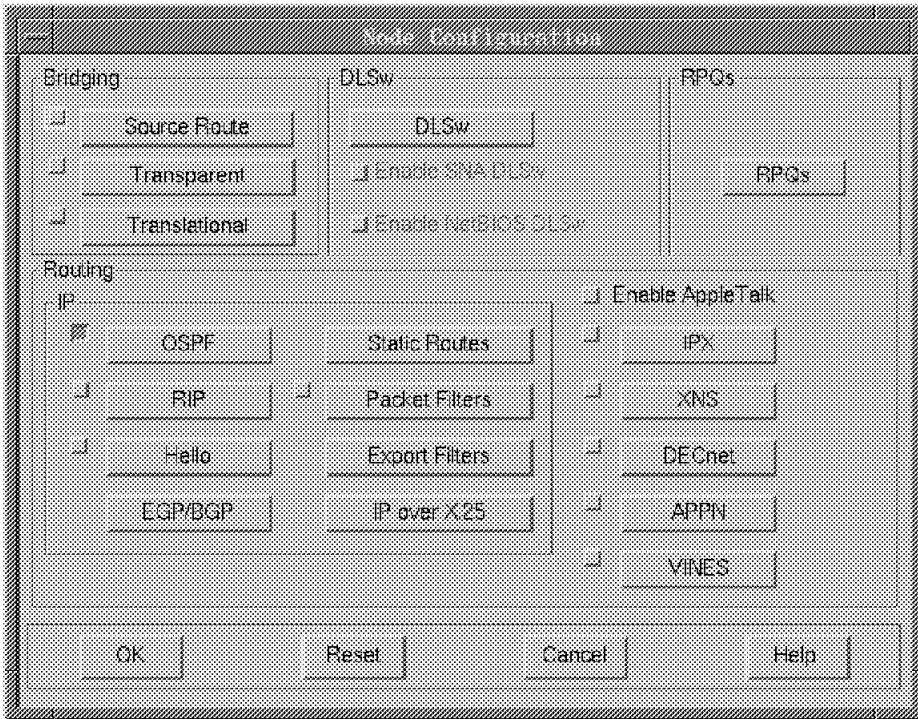 Node Configuration
Bridging
Source Route
Transparent
Translational
DLSw
DLSw
Enable SNA DLSw
Enable NetBIOS DLSw
RPQs
RPQs
Routing
IP
OSPF
RIP
Hello
EGP/BGP
Static Routes
Packet Filters
Export Filters
IP over X.25
Enable AppleTalk
IPX
XNS
DECnet
APPN
VINES
OK
Reset
Cancel
Help